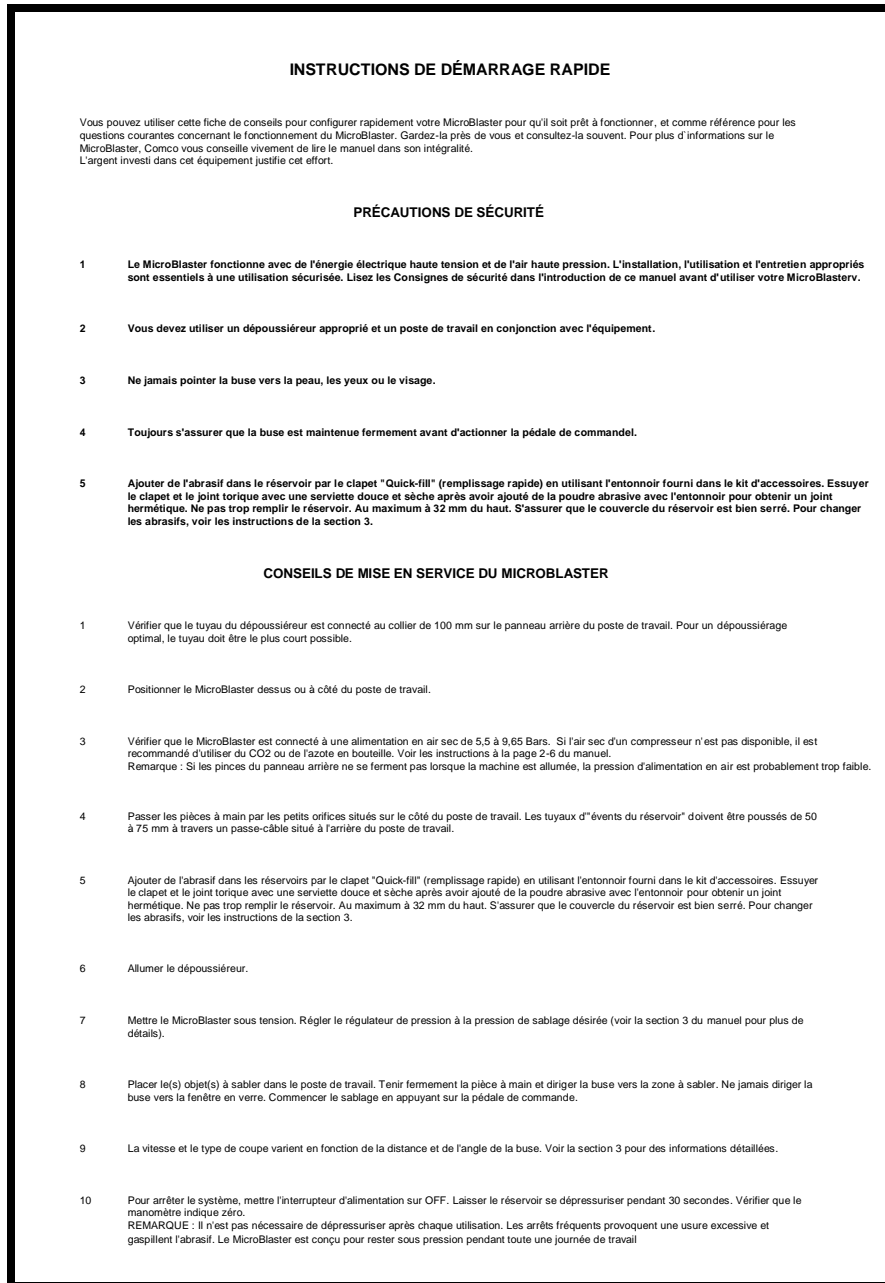 INSTRUCTIONS DE DÉMARRAGE RAPIDE
Vous pouvez utiliser cette fiche de conseils pour configurer rapidement votre MicroBlaster pour qu'il soit prêt à fonctionner, et comme référence pour les
questions courantes concernant le fonctionnement du MicroBlaster. Gardez-la près de vous et consultez-la souvent. Pour plus d`informations sur le
MicroBlaster, Comco vous conseille vivement de lire le manuel dans son intégralité.
L'argent investi dans cet équipement justifie cet effort.
PRÉCAUTIONS DE SÉCURITÉ
1 Le MicroBlaster fonctionne avec de l'énergie électrique haute tension et de l'air haute pression. L'installation, l'utilisation et l'entretien appropriés
sont essentiels à une utilisation sécurisée. Lisez les Consignes de sécurité dans l'introduction de ce manuel avant d'utiliser votre MicroBlasterv.
2 Vous devez utiliser un dépoussiéreur approprié et un poste de travail en conjonction avec l'équipement.
3 Ne jamais pointer la buse vers la peau, les yeux ou le visage.
4 Toujours s'assurer que la buse est maintenue fermement avant d'actionner la pédale de commandel.
5 Ajouter de l'abrasif dans le réservoir par le clapet "Quick-fill" (remplissage rapide) en utilisant l'entonnoir fourni dans le kit d'accessoires. Essuyer
le clapet et le joint torique avec une serviette douce et sèche après avoir ajouté de la poudre abrasive avec l'entonnoir pour obtenir un joint
hermétique. Ne pas trop remplir le réservoir. Au maximum à 32 mm du haut. S'assurer que le couvercle du réservoir est bien serré. Pour changer
les abrasifs, voir les instructions de la section 3.
CONSEILS DE MISE EN SERVICE DU MICROBLASTER
1 Vérifier que le tuyau du dépoussiéreur est connecté au collier de 100 mm sur le panneau arrière du poste de travail. Pour un dépoussiérage
optimal, le tuyau doit être le plus court possible.
2 Positionner le MicroBlaster dessus ou à côté du poste de travail.
3 Vérifier que le MicroBlaster est connecté à une alimentation en air sec de 5,5 à 9,65 Bars.  Si l'air sec d'un compresseur n'est pas disponible, il est
recommandé d'utiliser du CO2 ou de l'azote en bouteille. Voir les instructions à la page 2-6 du manuel.
Remarque : Si les pinces du panneau arrière ne se ferment pas lorsque la machine est allumée, la pression d'alimentation en air est probablement trop faible.
4 Passer les pièces à main par les petits orifices situés sur le côté du poste de travail. Les tuyaux d'"évents du réservoir" doivent être poussés de 50
à 75 mm à travers un passe-câble situé à l'arrière du poste de travail.
5 Ajouter de l'abrasif dans les réservoirs par le clapet "Quick-fill" (remplissage rapide) en utilisant l'entonnoir fourni dans le kit d'accessoires. Essuyer
le clapet et le joint torique avec une serviette douce et sèche après avoir ajouté de la poudre abrasive avec l'entonnoir pour obtenir un joint
hermétique. Ne pas trop remplir le réservoir. Au maximum à 32 mm du haut. S'assurer que le couvercle du réservoir est bien serré. Pour changer
les abrasifs, voir les instructions de la section 3.
6 Allumer le dépoussiéreur.
7 Mettre le MicroBlaster sous tension. Régler le régulateur de pression à la pression de sablage désirée (voir la section 3 du manuel pour plus de
détails).
8 Placer le(s) objet(s) à sabler dans le poste de travail. Tenir fermement la pièce à main et diriger la buse vers la zone à sabler. Ne jamais diriger la
buse vers la fenêtre en verre. Commencer le sablage en appuyant sur la pédale de commande.
9 La vitesse et le type de coupe varient en fonction de la distance et de l'angle de la buse. Voir la section 3 pour des informations détaillées.
10 Pour arrêter le système, mettre l'interrupteur d'alimentation sur OFF. Laisser le réservoir se dépressuriser pendant 30 secondes. Vérifier que le
manomètre indique zéro.
REMARQUE : Il n'est pas nécessaire de dépressuriser après chaque utilisation. Les arrêts fréquents provoquent une usure excessive et
gaspillent l'abrasif. Le MicroBlaster est conçu pour rester sous pression pendant toute une journée de travail